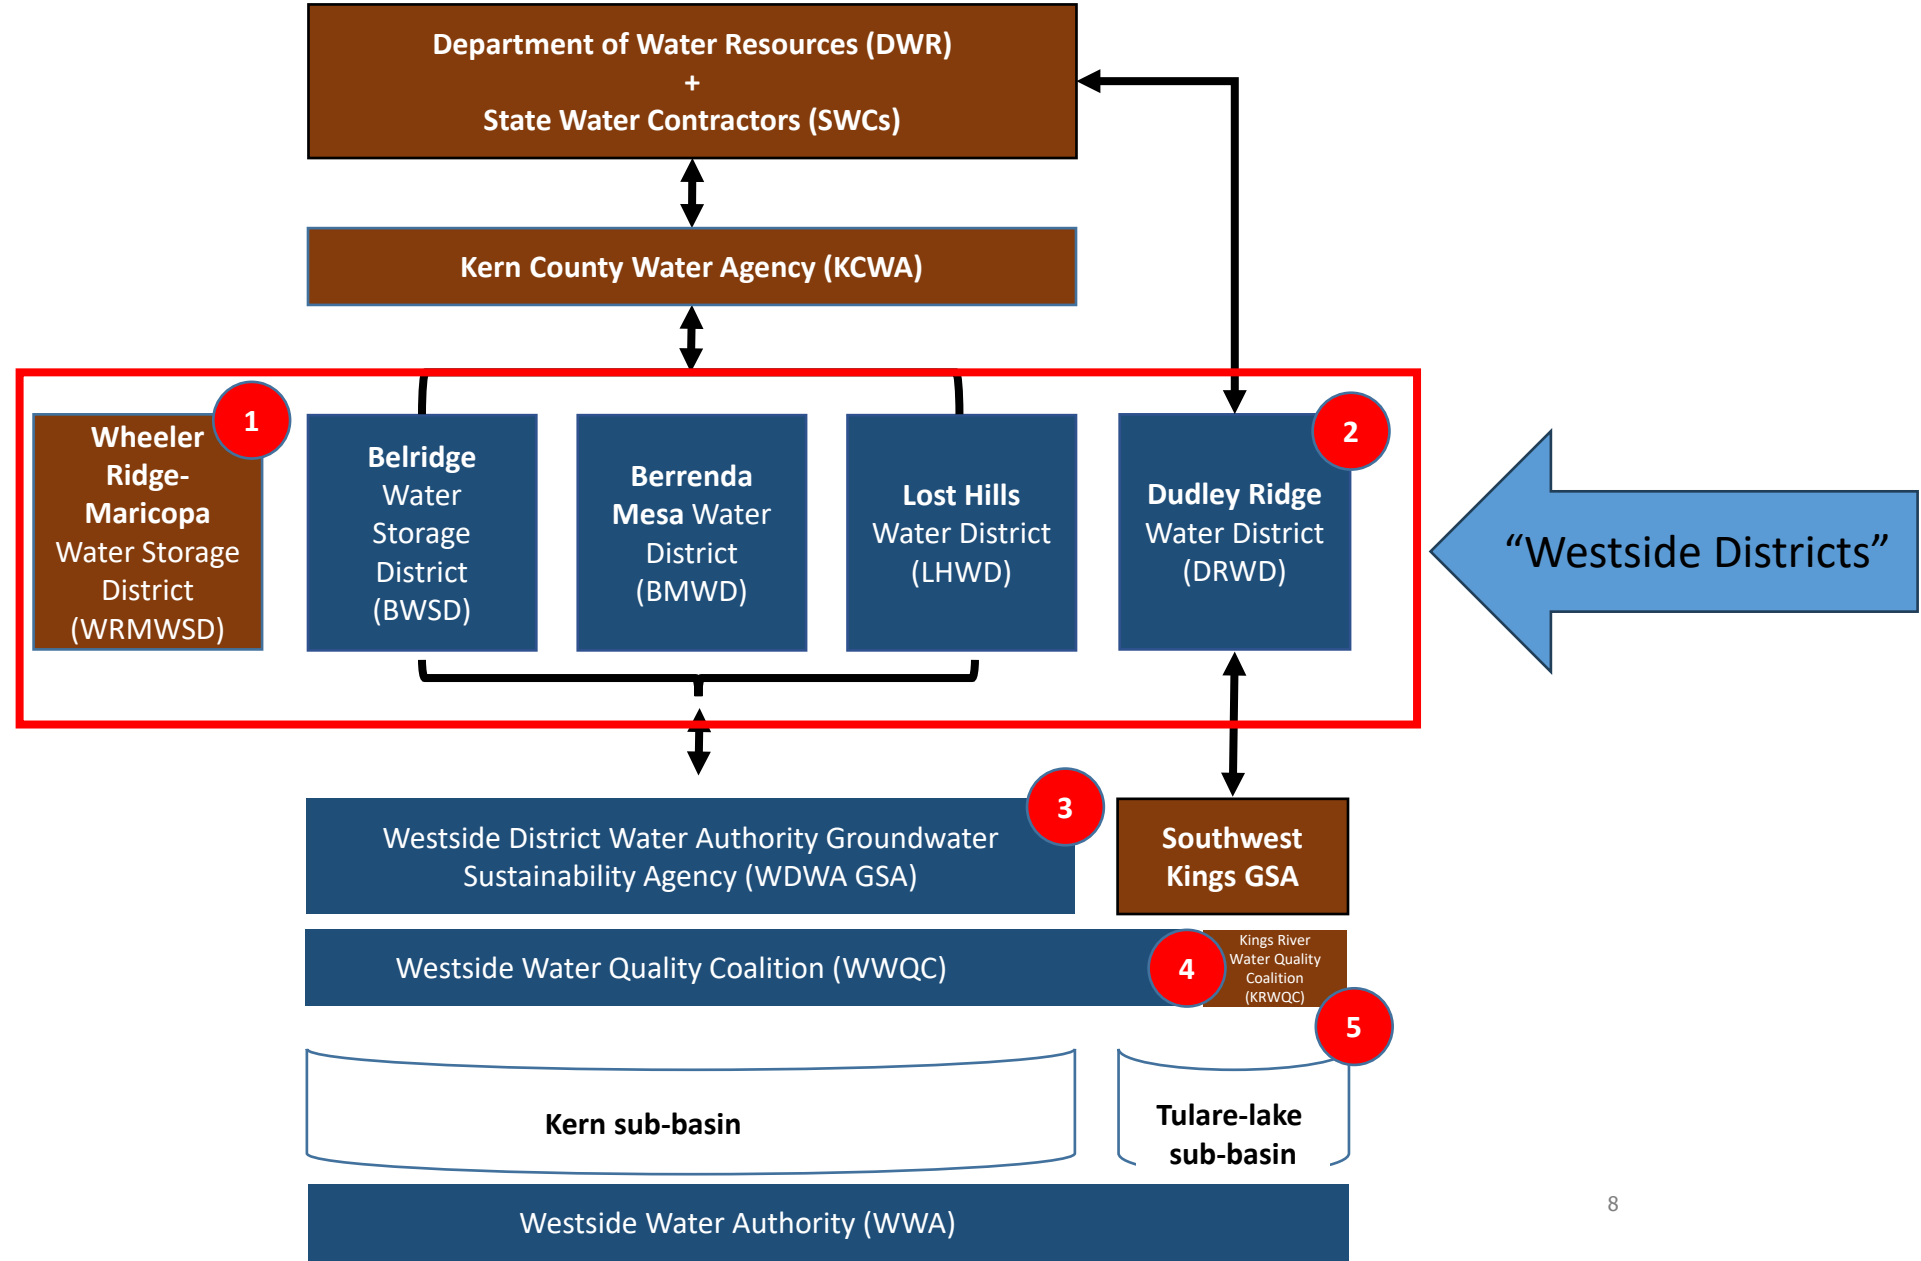 Department of Water Resources (DWR)
+
State Water Contractors (SWCs)
Kern County Water Agency (KCWA)
1
Wheeler
Ridge-
Maricopa
Water Storage
District
(WRMWSD)
Belridge
Water
Storage
District
(BWSD)
Berrenda
Mesa Water
District
(BMWD)
Lost Hills
Water District
(LHWD)
2
Dudley Ridge
Water District
(DRWD)
“Westside Districts”
3
Westside District Water Authority Groundwater
Sustainability Agency (WDWA GSA)
Southwest
Kings GSA
Westside Water Quality Coalition (WWQC)
4
Kings River
Water Quality
Coalition
(KRWQC)
5
Kern sub-basin
Tulare-lake
sub-basin
Westside Water Authority (WWA)
8